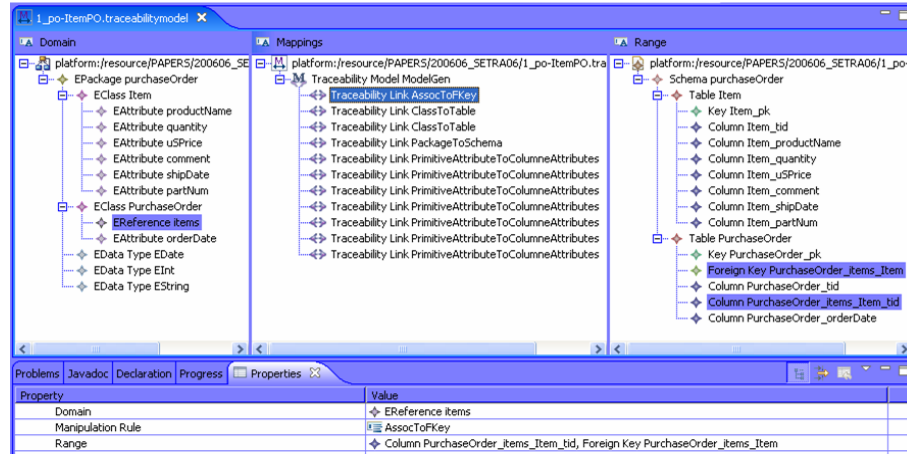 1_po-ItemPO.traceabilitymodel
Domain
platform:/resource/PAPERS/200606_SE
EPackage purchaseOrder
EClass Item
EAttribute productName
EAttribute quantity
EAttribute uSPrice
EAttribute comment
EAttribute shipDate
EAttribute partNum
EClass PurchaseOrder
EReference items
EAttribute orderDate
EData Type EDate
EData Type EInt
EData Type EString
Mappings
platform:/resource/PAPERS/200606_SETRA06/1_po-ItemPO.tra
Traceability Model ModelGen
Traceability Link AssocToFKey
Traceability Link ClassToTable
Traceability Link ClassToTable
Traceability Link PackageToSchema
Traceability Link PrimitiveAttributeToColumneAttributes
Traceability Link PrimitiveAttributeToColumneAttributes
Traceability Link PrimitiveAttributeToColumneAttributes
Traceability Link PrimitiveAttributeToColumneAttributes
Traceability Link PrimitiveAttributeToColumneAttributes
Traceability Link PrimitiveAttributeToColumneAttributes
Traceability Link PrimitiveAttributeToColumneAttributes
Range
platform:/resource/PAPERS/200606_SETRA06/1_po-
Schema purchaseOrder
Table Item
Key Item_pk
Column Item_tid
Column Item_productName
Column Item_quantity
Column Item_uSPrice
Column Item_comment
Column Item_shipDate
Column Item_partNum
Table PurchaseOrder
Key PurchaseOrder_pk
Foreign Key PurchaseOrder_items_Item
Column PurchaseOrder_tid
Column PurchaseOrder_items_Item_tid
Column PurchaseOrder_orderDate
Problems Javadoc Declaration Progress Properties
Property Value
Domain EReference items
Manipulation Rule AssocToFKey
Range Column PurchaseOrder_items_Item_tid, Foreign Key PurchaseOrder_items_Item